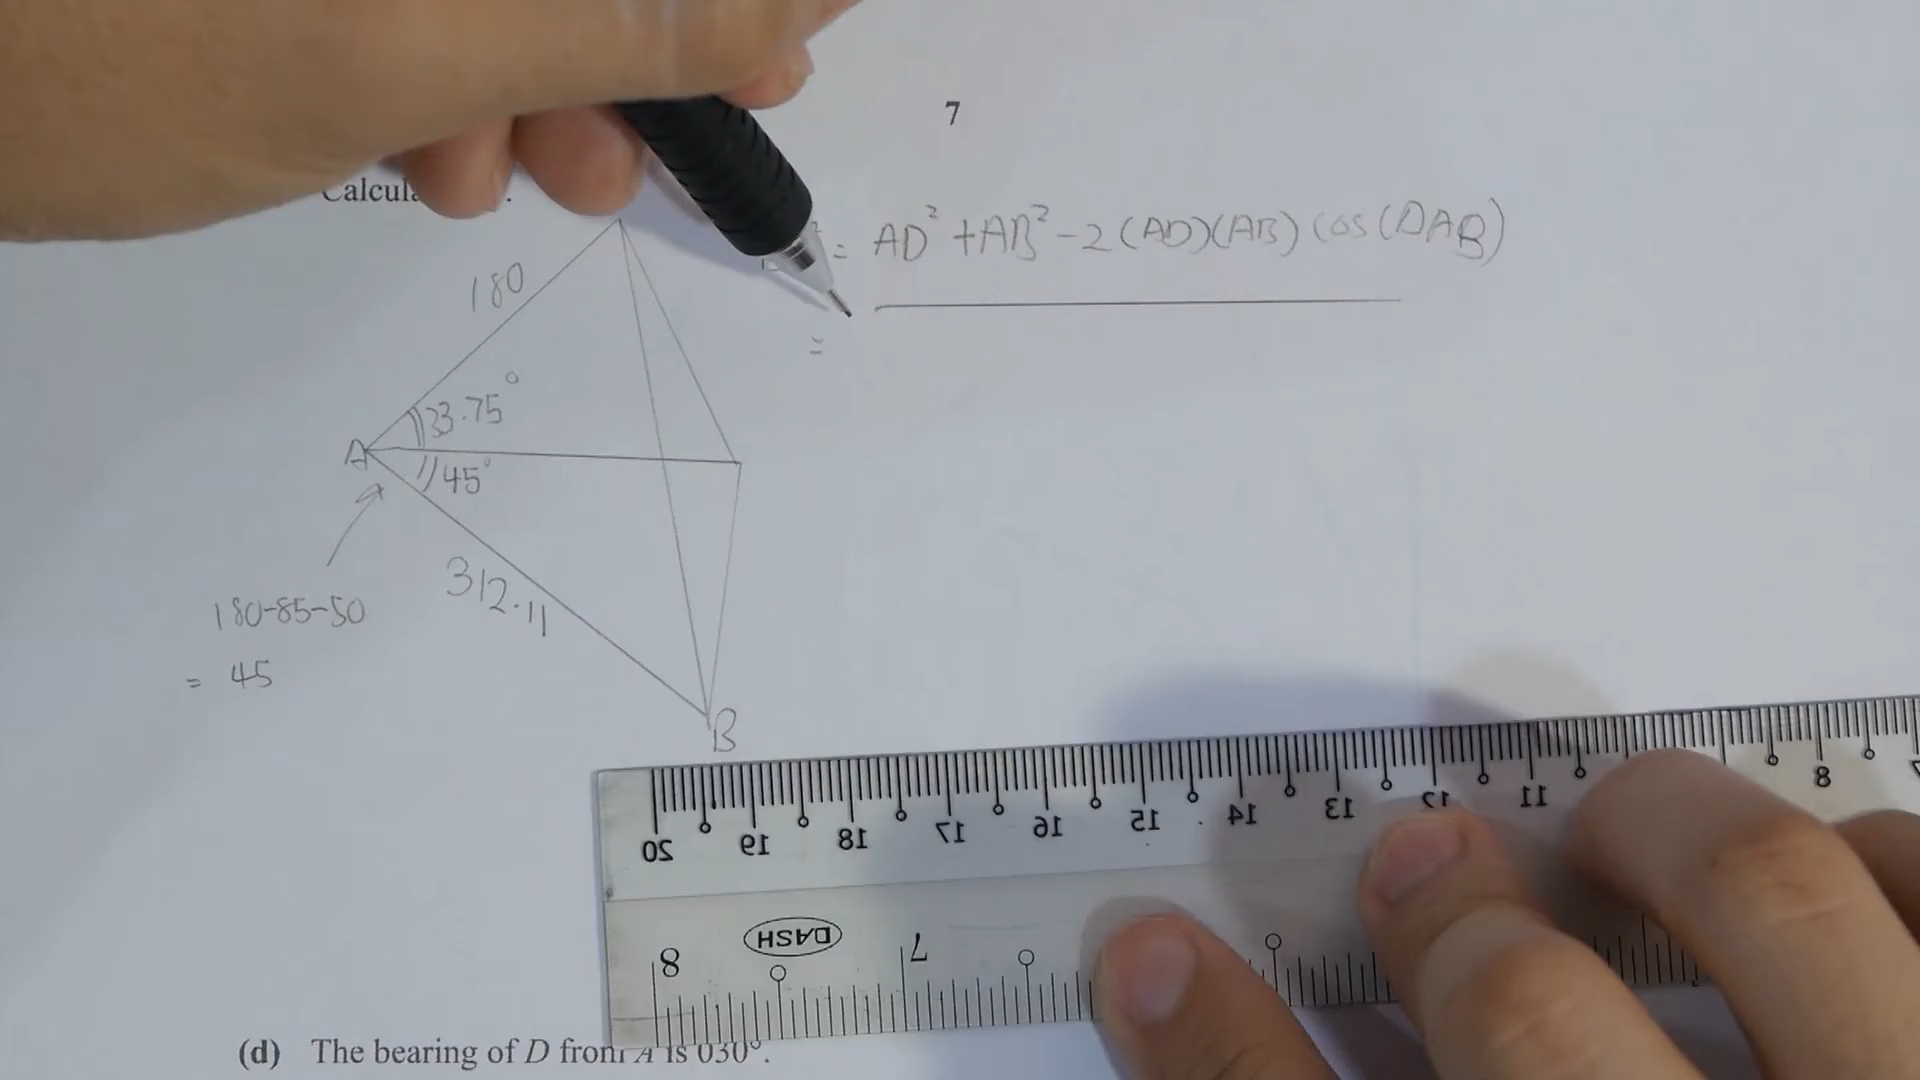 7
Calcula
180
² = AD² + AB² - 2(AD)(AB) cos(DAB)
=
33.75°
A
45°
312.11
180-85-50
= 45
B
20 19 18 17 16 15 14 13 12 11 8 7
8 7
DASH
(d) The bearing of D from A is 030°.